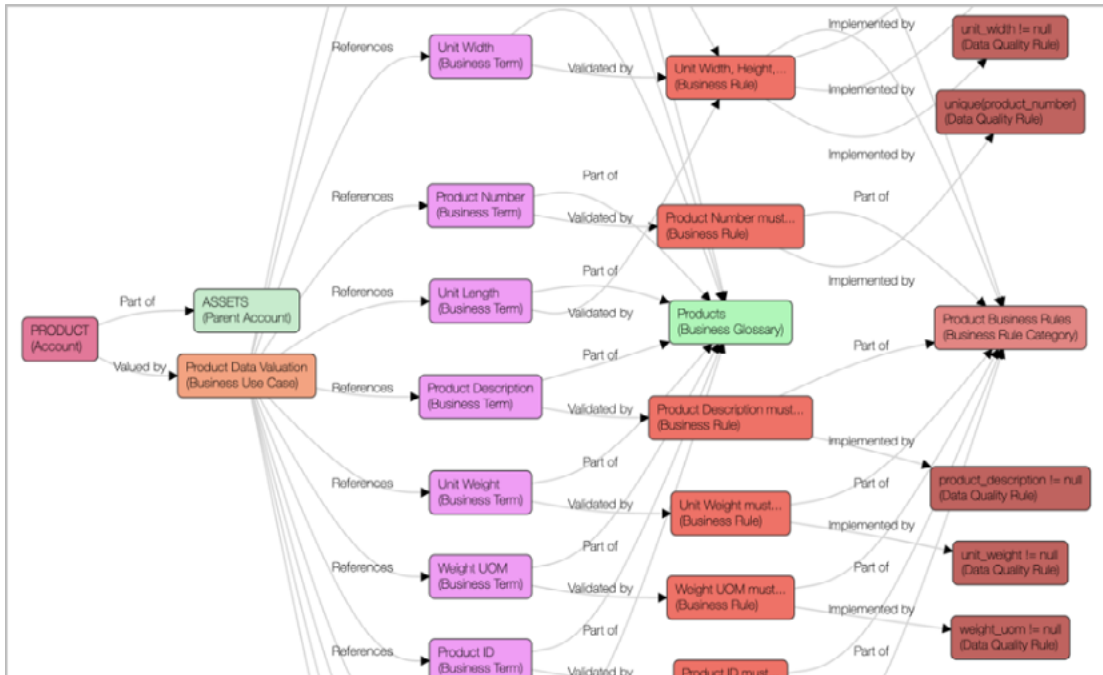 References
Unit Width
(Business Term)
Validated by
Unit Width, Height,...
(Business Rule)
Implemented by
Implemented by
Implemented by
unit_width != null
(Data Quality Rule)
unique(product_number)
(Data Quality Rule)
References
Product Number
(Business Term)
Part of
Validated by
Product Number must...
(Business Rule)
Part of
Implemented by
References
Unit Length
(Business Term)
Part of
Validated by
Products
(Business Glossary)
Product Business Rules
(Business Rule Category)
PRODUCT
(Account)
Part of
ASSETS
(Parent Account)
Valued by
Product Data Valuation
(Business Use Case)
References
Product Description
(Business Term)
Part of
Validated by
Product Description must...
(Business Rule)
Part of
Implemented by
product_description != null
(Data Quality Rule)
References
Unit Weight
(Business Term)
Part of
Validated by
Unit Weight must...
(Business Rule)
Part of
Implemented by
unit_weight != null
(Data Quality Rule)
References
Weight UOM
(Business Term)
Part of
Validated by
Weight UOM must...
(Business Rule)
Part of
Implemented by
weight_uom != null
(Data Quality Rule)
References
Product ID
(Business Term)
Part of
Validated by
Product ID must...
Part of